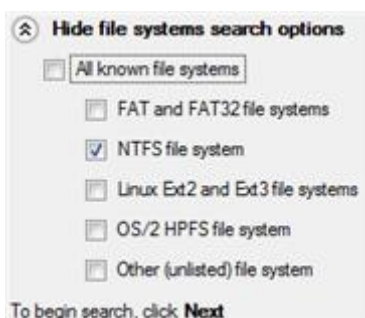 Hide file systems search options
All known file systems
FAT and FAT32 file systems
NTFS file system
Linux Ext2 and Ext3 file systems
OS/2 HPFS file system
Other (unlisted) file system
To begin search, click Next